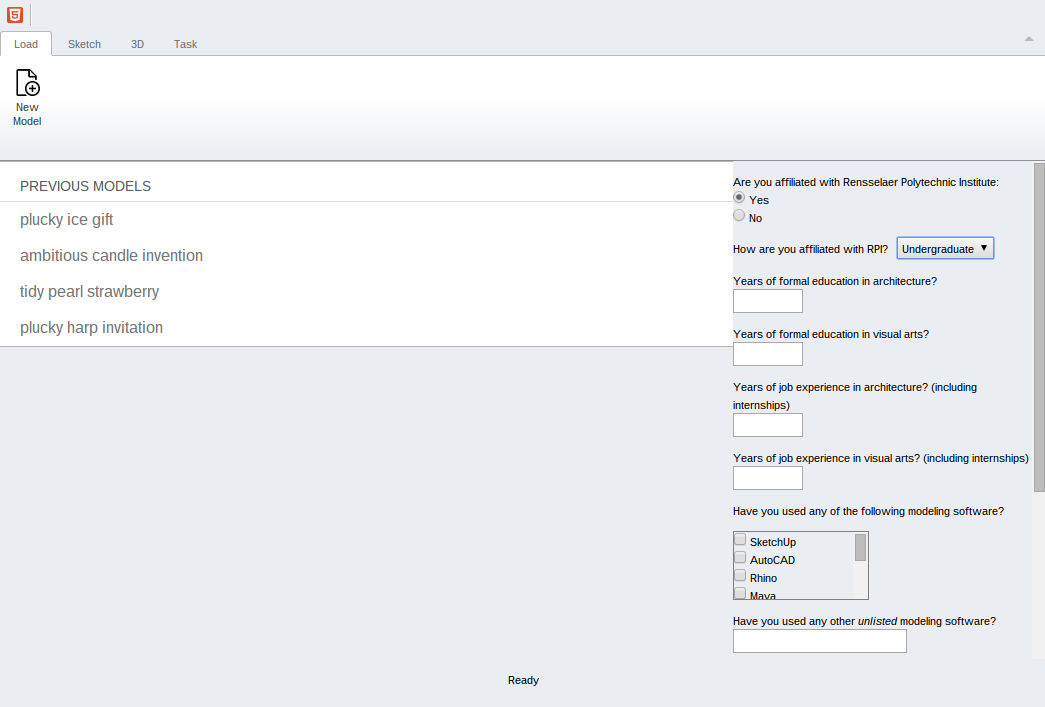 Load Sketch 3D Task
New
Model
PREVIOUS MODELS
plucky ice gift
ambitious candle invention
tidy pearl strawberry
plucky harp invitation
Are you affiliated with Rensselaer Polytechnic Institute:
Yes
No
How are you affiliated with RPI? Undergraduate
Years of formal education in architecture?
Years of formal education in visual arts?
Years of job experience in architecture? (including
internships)
Years of job experience in visual arts? (including internships)
Have you used any of the following modeling software?
SketchUp
AutoCAD
Rhino
Maya
Have you used any other unlisted modeling software?
Ready